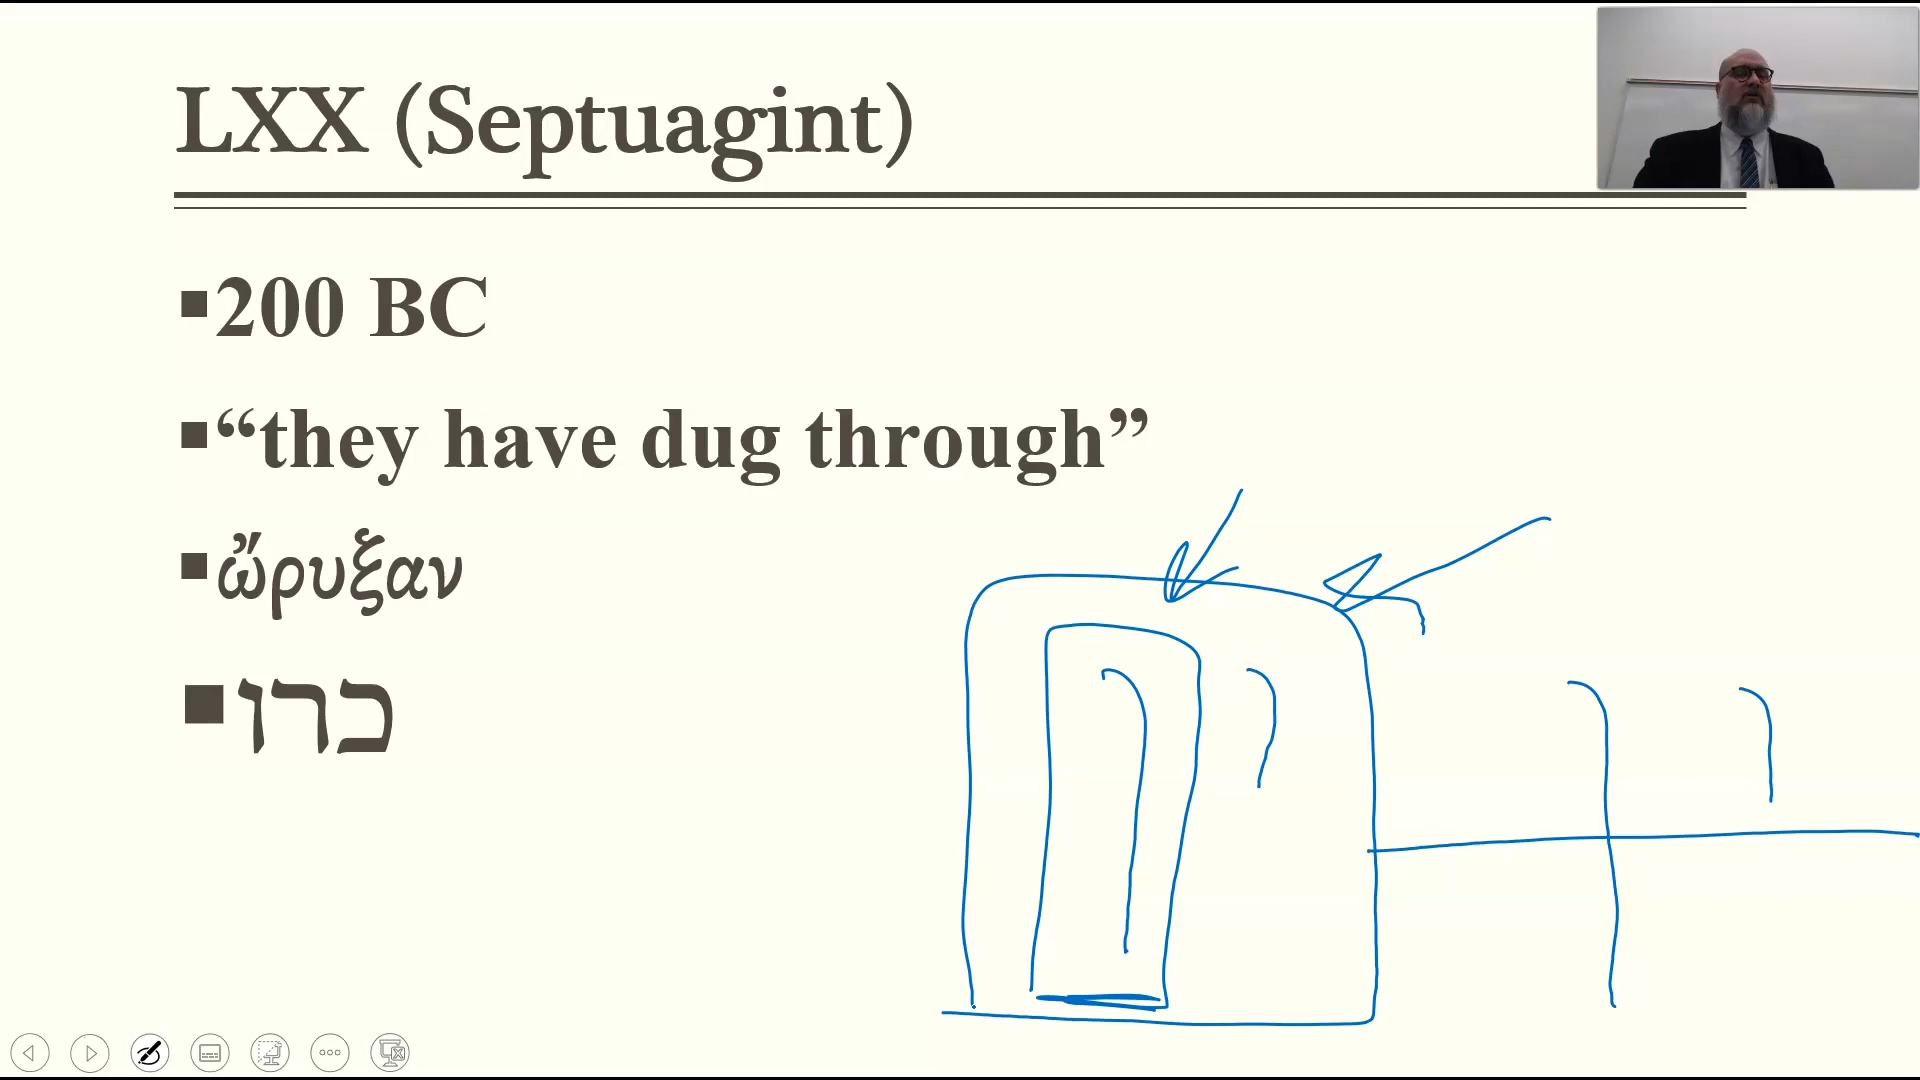 LXX (Septuagint)
200 BC
“they have dug through”
ὤρυξαν
כרו